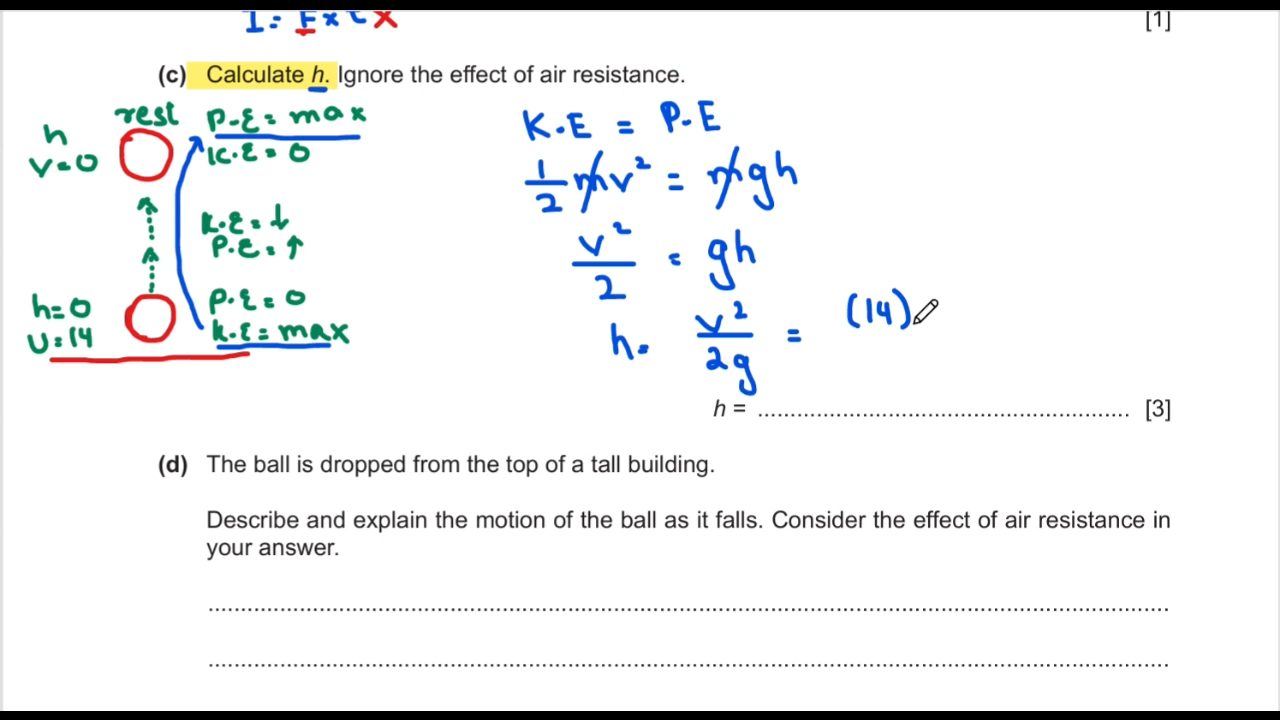 I = F x t x
[1]
(c) Calculate h. Ignore the effect of air resistance.
rest
h
v=0
P.E = max
K.E = 0
K.E = ↓
P.E = ↑
h=0
U=14
P.E = 0
K.E = max
K.E = P.E
1/2 mv² = mgh
v²/2 = gh
h = v²/2g = (14)
h = .......................................................... [3]
(d) The ball is dropped from the top of a tall building.
Describe and explain the motion of the ball as it falls. Consider the effect of air resistance in
your answer.